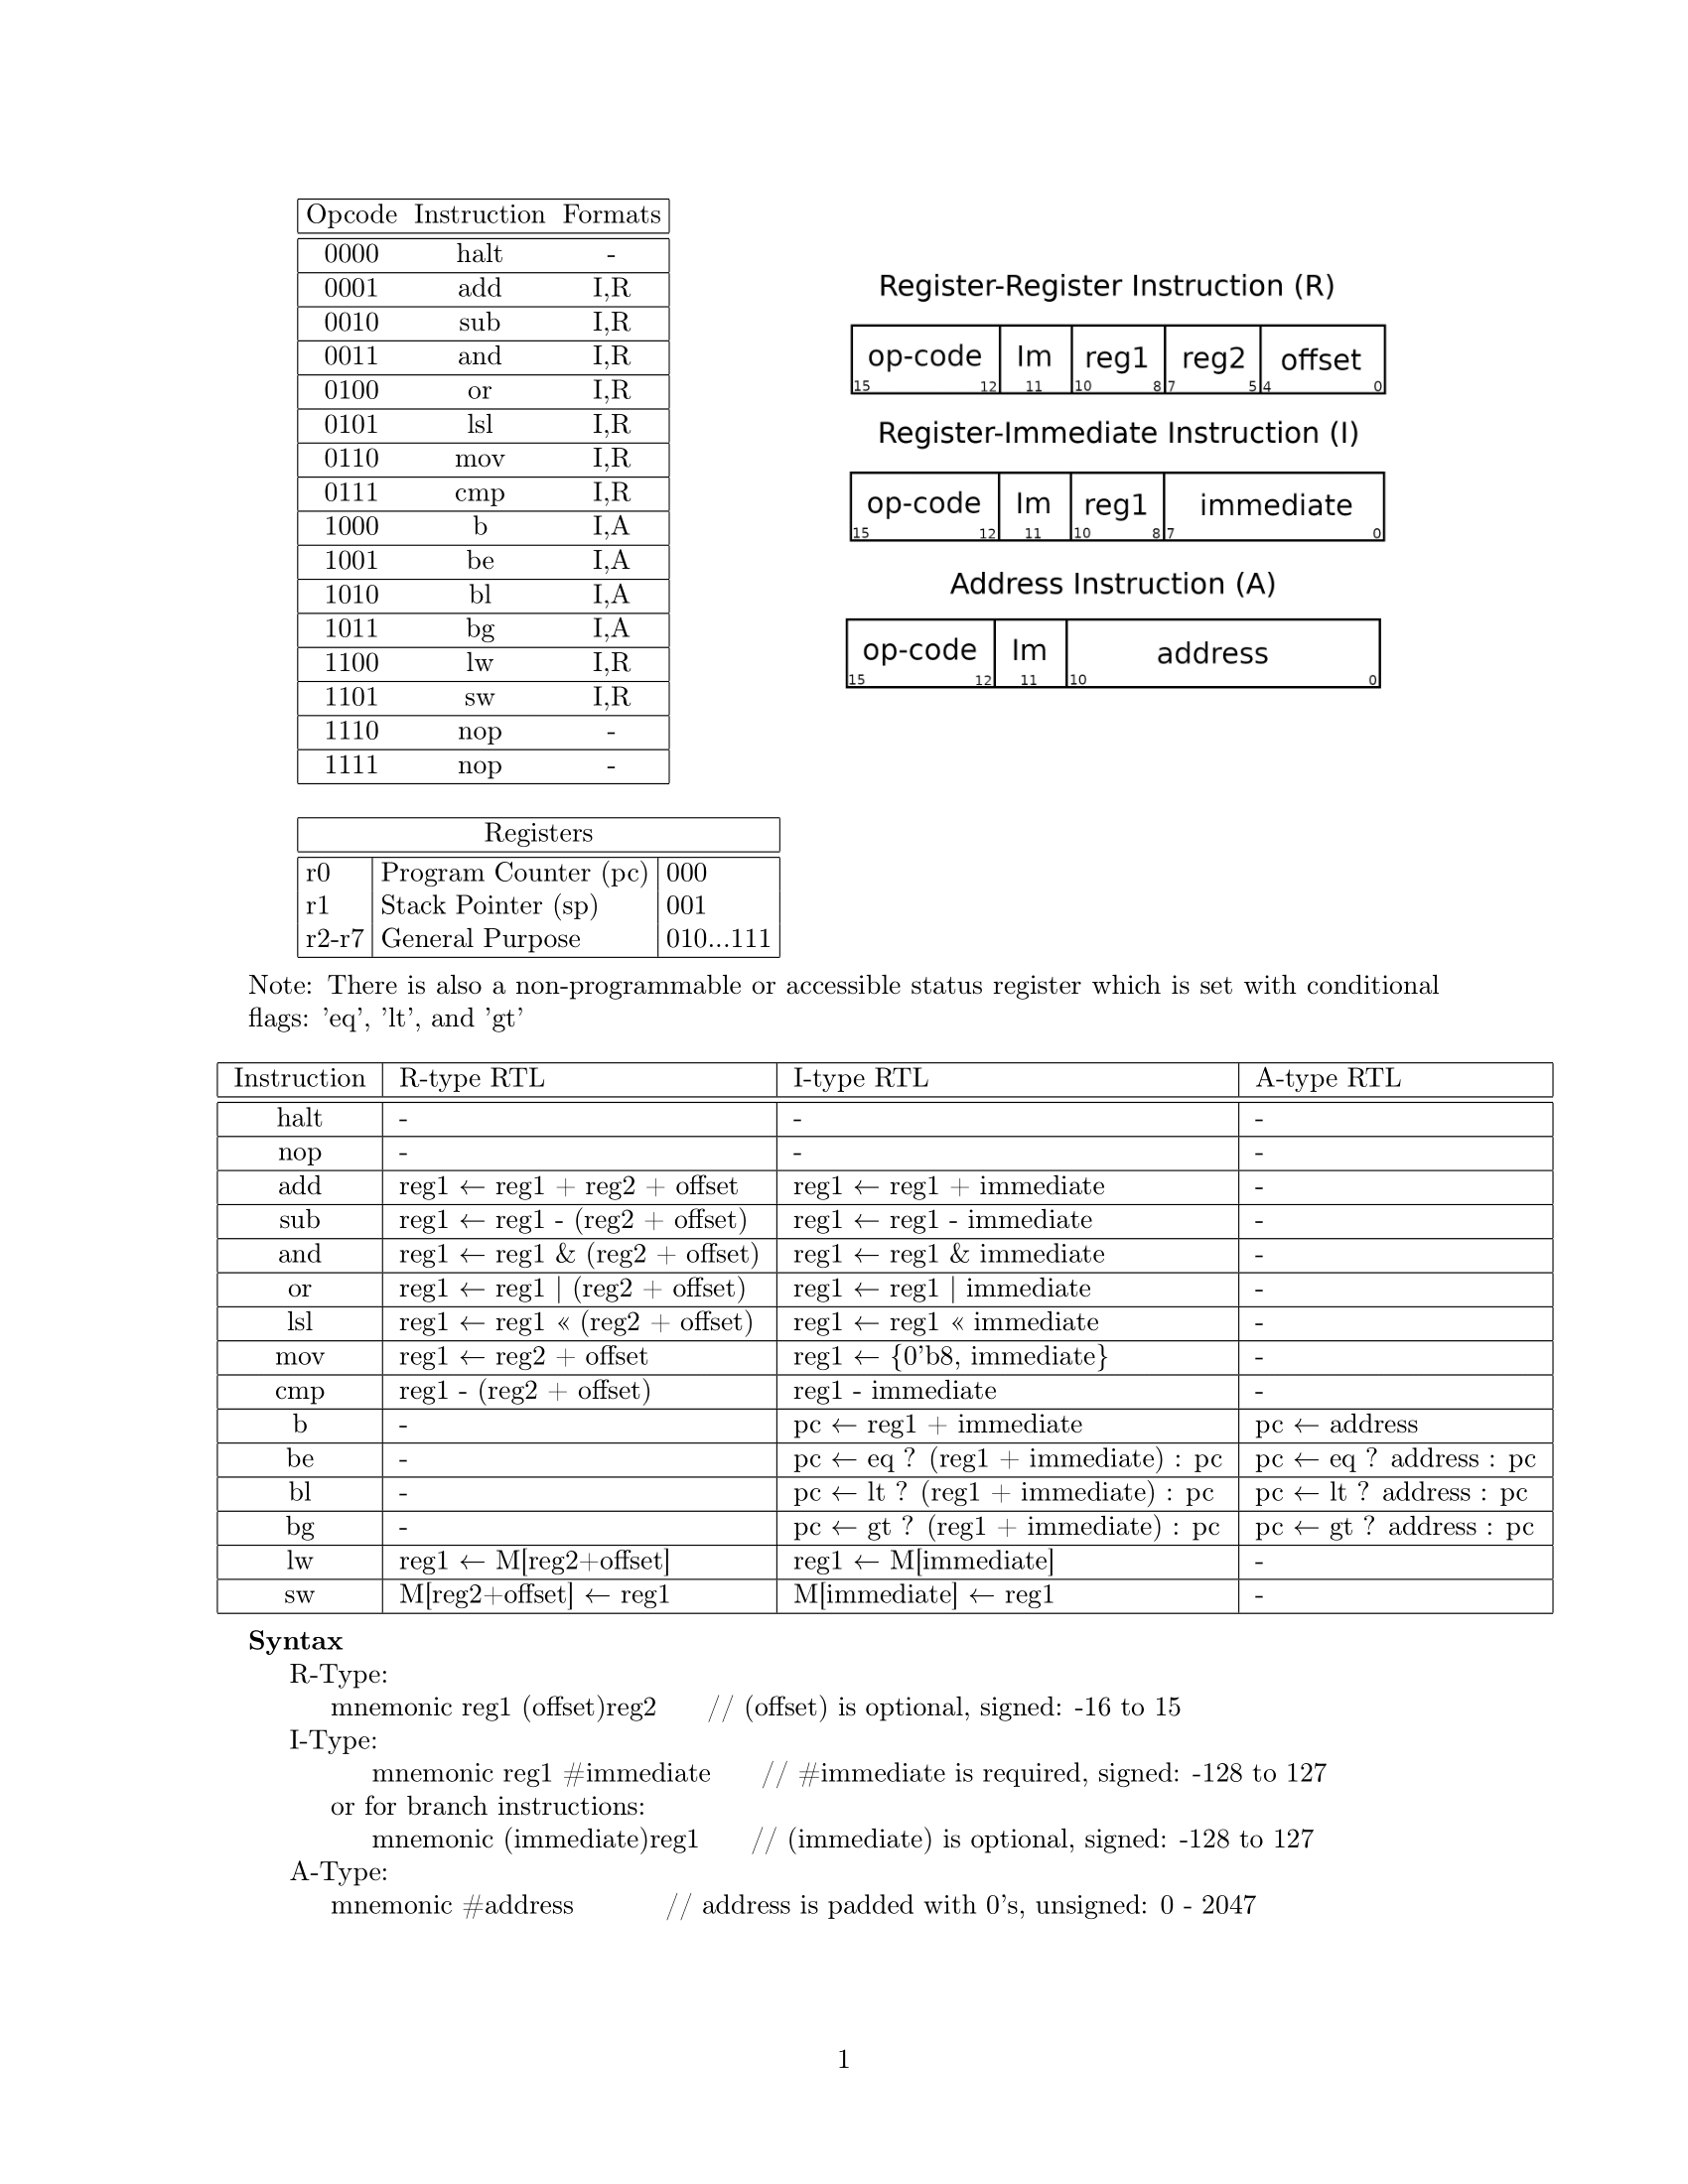 Opcode Instruction Formats
0000 halt -
0001 add I,R
0010 sub I,R
0011 and I,R
0100 or I,R
0101 lsl I,R
0110 mov I,R
0111 cmp I,R
1000 b I,A
1001 be I,A
1010 bl I,A
1011 bg I,A
1100 lw I,R
1101 sw I,R
1110 nop -
1111 nop -
Register-Register Instruction (R)
op-code Im reg1 reg2 offset
15 12 11 10 8 7 5 4 0
Register-Immediate Instruction (I)
op-code Im reg1 immediate
15 12 11 10 8 7 0
Address Instruction (A)
op-code Im address
15 12 11 10 0
Registers
r0 Program Counter (pc) 000
r1 Stack Pointer (sp) 001
r2-r7 General Purpose 010...111
Note: There is also a non-programmable or accessible status register which is set with conditional
flags: 'eq', 'lt', and 'gt'
Instruction R-type RTL I-type RTL A-type RTL
halt - - -
nop - - -
add reg1 ← reg1 + reg2 + offset reg1 ← reg1 + immediate -
sub reg1 ← reg1 - (reg2 + offset) reg1 ← reg1 - immediate -
and reg1 ← reg1 & (reg2 + offset) reg1 ← reg1 & immediate -
or reg1 ← reg1 | (reg2 + offset) reg1 ← reg1 | immediate -
lsl reg1 ← reg1 « (reg2 + offset) reg1 ← reg1 « immediate -
mov reg1 ← reg2 + offset reg1 ← {0'b8, immediate} -
cmp reg1 - (reg2 + offset) reg1 - immediate -
b - pc ← reg1 + immediate pc ← address
be - pc ← eq ? (reg1 + immediate) : pc pc ← eq ? address : pc
bl - pc ← lt ? (reg1 + immediate) : pc pc ← lt ? address : pc
bg - pc ← gt ? (reg1 + immediate) : pc pc ← gt ? address : pc
lw reg1 ← M[reg2+offset] reg1 ← M[immediate] -
sw M[reg2+offset] ← reg1 M[immediate] ← reg1 -
Syntax
R-Type:
mnemonic reg1 (offset)reg2 // (offset) is optional, signed: -16 to 15
I-Type:
mnemonic reg1 #immediate // #immediate is required, signed: -128 to 127
or for branch instructions:
mnemonic (immediate)reg1 // (immediate) is optional, signed: -128 to 127
A-Type:
mnemonic #address // address is padded with 0's, unsigned: 0 - 2047
1